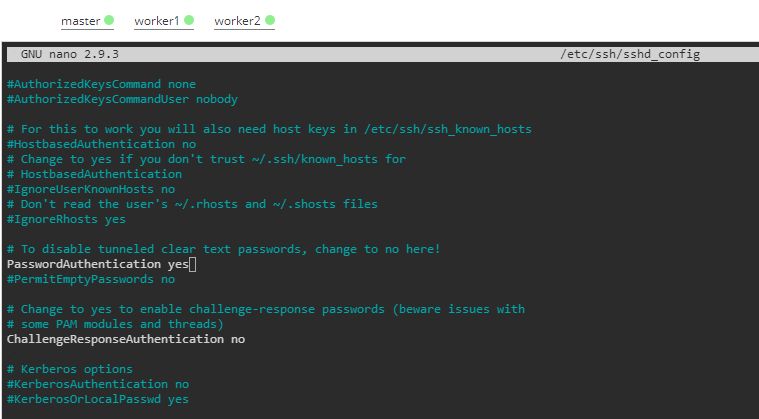 master worker1 worker2
GNU nano 2.9.3 /etc/ssh/sshd_config
#AuthorizedKeysCommand none
#AuthorizedKeysCommandUser nobody
# For this to work you will also need host keys in /etc/ssh/ssh_known_hosts
#HostbasedAuthentication no
# Change to yes if you don't trust ~/.ssh/known_hosts for
# HostbasedAuthentication
#IgnoreUserKnownHosts no
# Don't read the user's ~/.rhosts and ~/.shosts files
#IgnoreRhosts yes
# To disable tunneled clear text passwords, change to no here!
PasswordAuthentication yes
#PermitEmptyPasswords no
# Change to yes to enable challenge-response passwords (beware issues with
# some PAM modules and threads)
ChallengeResponseAuthentication no
# Kerberos options
#KerberosAuthentication no
#KerberosOrLocalPasswd yes